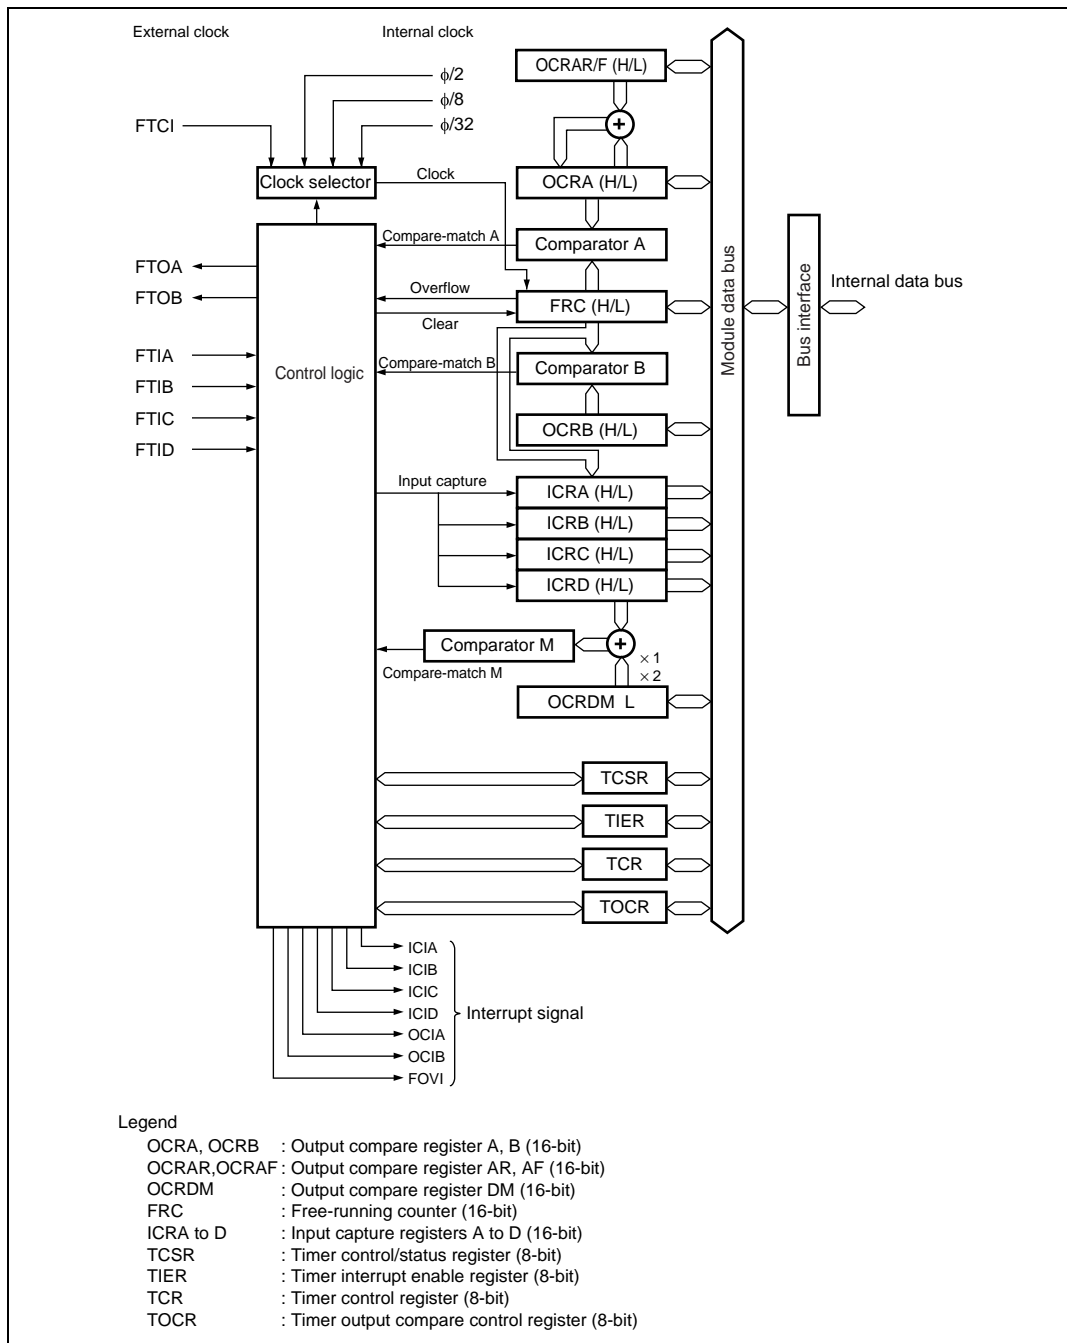 External clock
Internal clock
OCRAR/F (H/L)
ϕ/2
ϕ/8
ϕ/32
FTCI
+
Clock selector
Clock
OCRA (H/L)
Compare-match A
Comparator A
FTOA
FTOB
Overflow
FRC (H/L)
Clear
Module data bus
Bus interface
Internal data bus
FTIA
FTIB
FTIC
FTID
Control logic
Compare-match B
Comparator B
OCRB (H/L)
Input capture
ICRA (H/L)
ICRB (H/L)
ICRC (H/L)
ICRD (H/L)
+
Comparator M
Compare-match M
× 1
× 2
OCRDM L
TCSR
TIER
TCR
TOCR
ICIA
ICIB
ICIC
ICID
OCIA
OCIB
FOVI
Interrupt signal
Legend
OCRA, OCRB : Output compare register A, B (16-bit)
OCRAR,OCRAF : Output compare register AR, AF (16-bit)
OCRDM : Output compare register DM (16-bit)
FRC : Free-running counter (16-bit)
ICRA to D : Input capture registers A to D (16-bit)
TCSR : Timer control/status register (8-bit)
TIER : Timer interrupt enable register (8-bit)
TCR : Timer control register (8-bit)
TOCR : Timer output compare control register (8-bit)